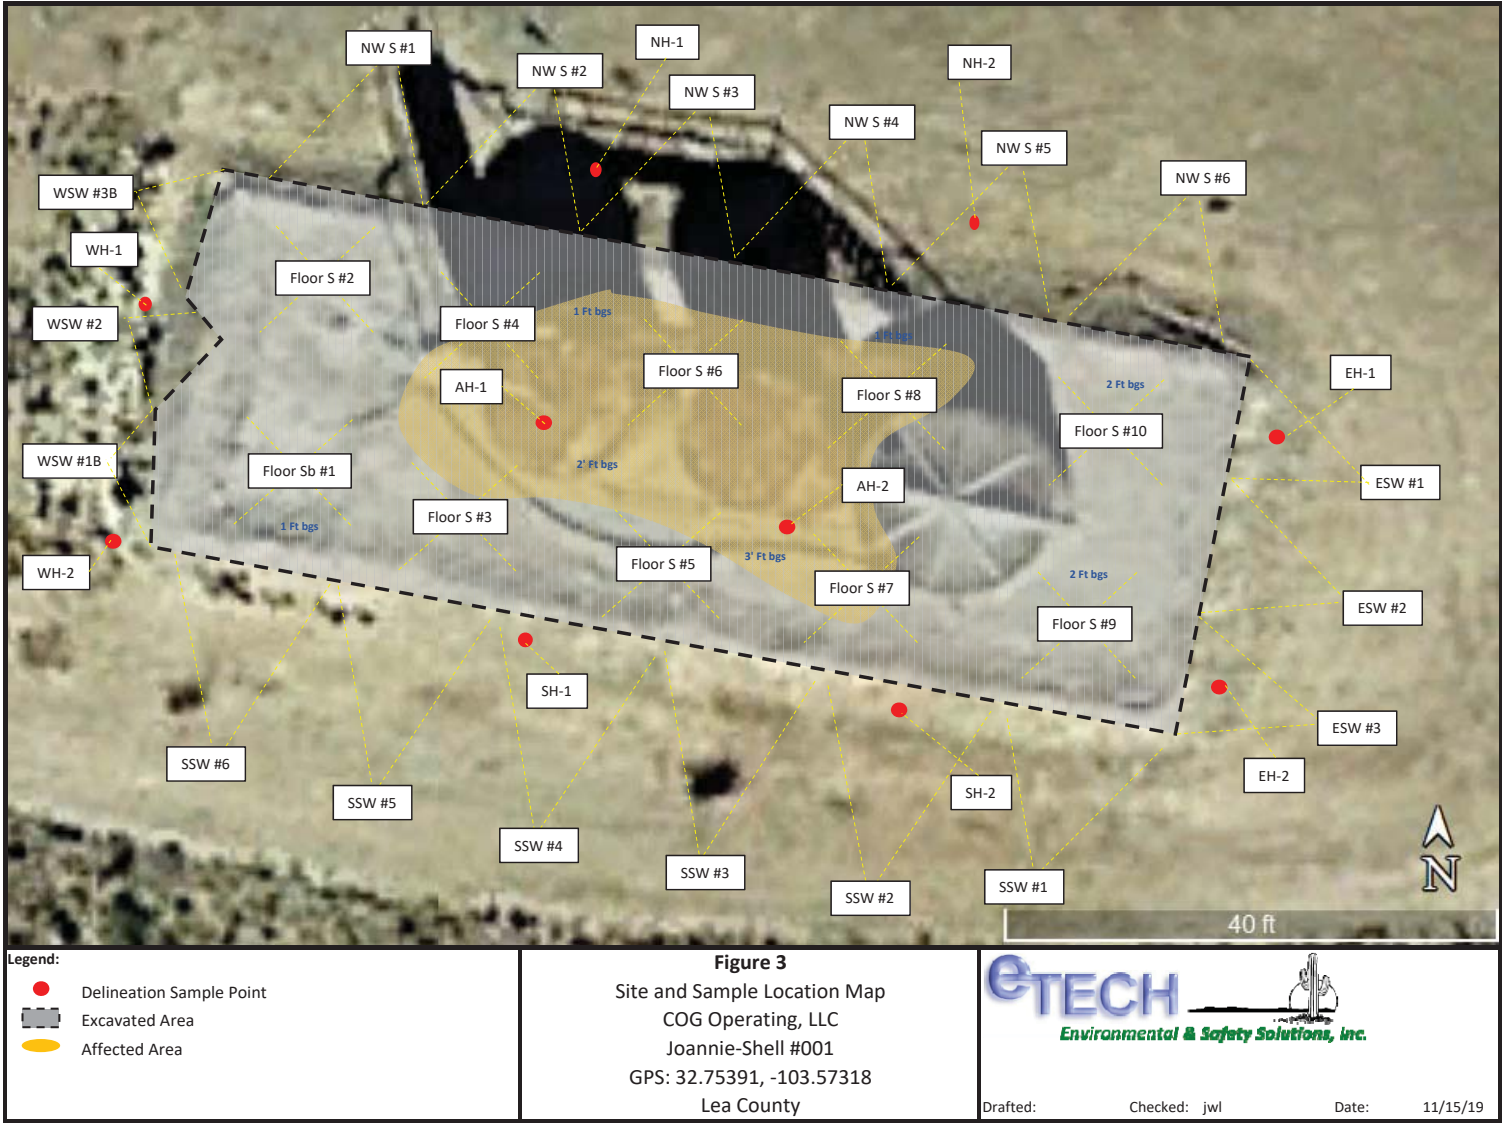 NW S #1
NH-1
NH-2
NW S #2
NW S #3
NW S #4
NW S #5
NW S #6
WSW #3B
WH-1
WSW #2
WSW #1B
WH-2
Floor S #2
Floor S #4
1 Ft bgs
Floor S #6
1 Ft bgs
Floor S #8
2 Ft bgs
EH-1
AH-1
Floor S #10
Floor Sb #1
2' Ft bgs
AH-2
ESW #1
1 Ft bgs
Floor S #3
Floor S #5
3' Ft bgs
Floor S #7
2 Ft bgs
Floor S #9
ESW #2
SH-1
ESW #3
SSW #6
EH-2
SSW #5
SH-2
SSW #4
SSW #3
SSW #2
SSW #1
N
40 ft
Legend:
Delineation Sample Point
Excavated Area
Affected Area
Figure 3
Site and Sample Location Map
COG Operating, LLC
Joannie-Shell #001
GPS: 32.75391, -103.57318
Lea County
eTECH
Environmental & Safety Solutions, Inc.
Drafted:
Checked: jwl
Date: 11/15/19